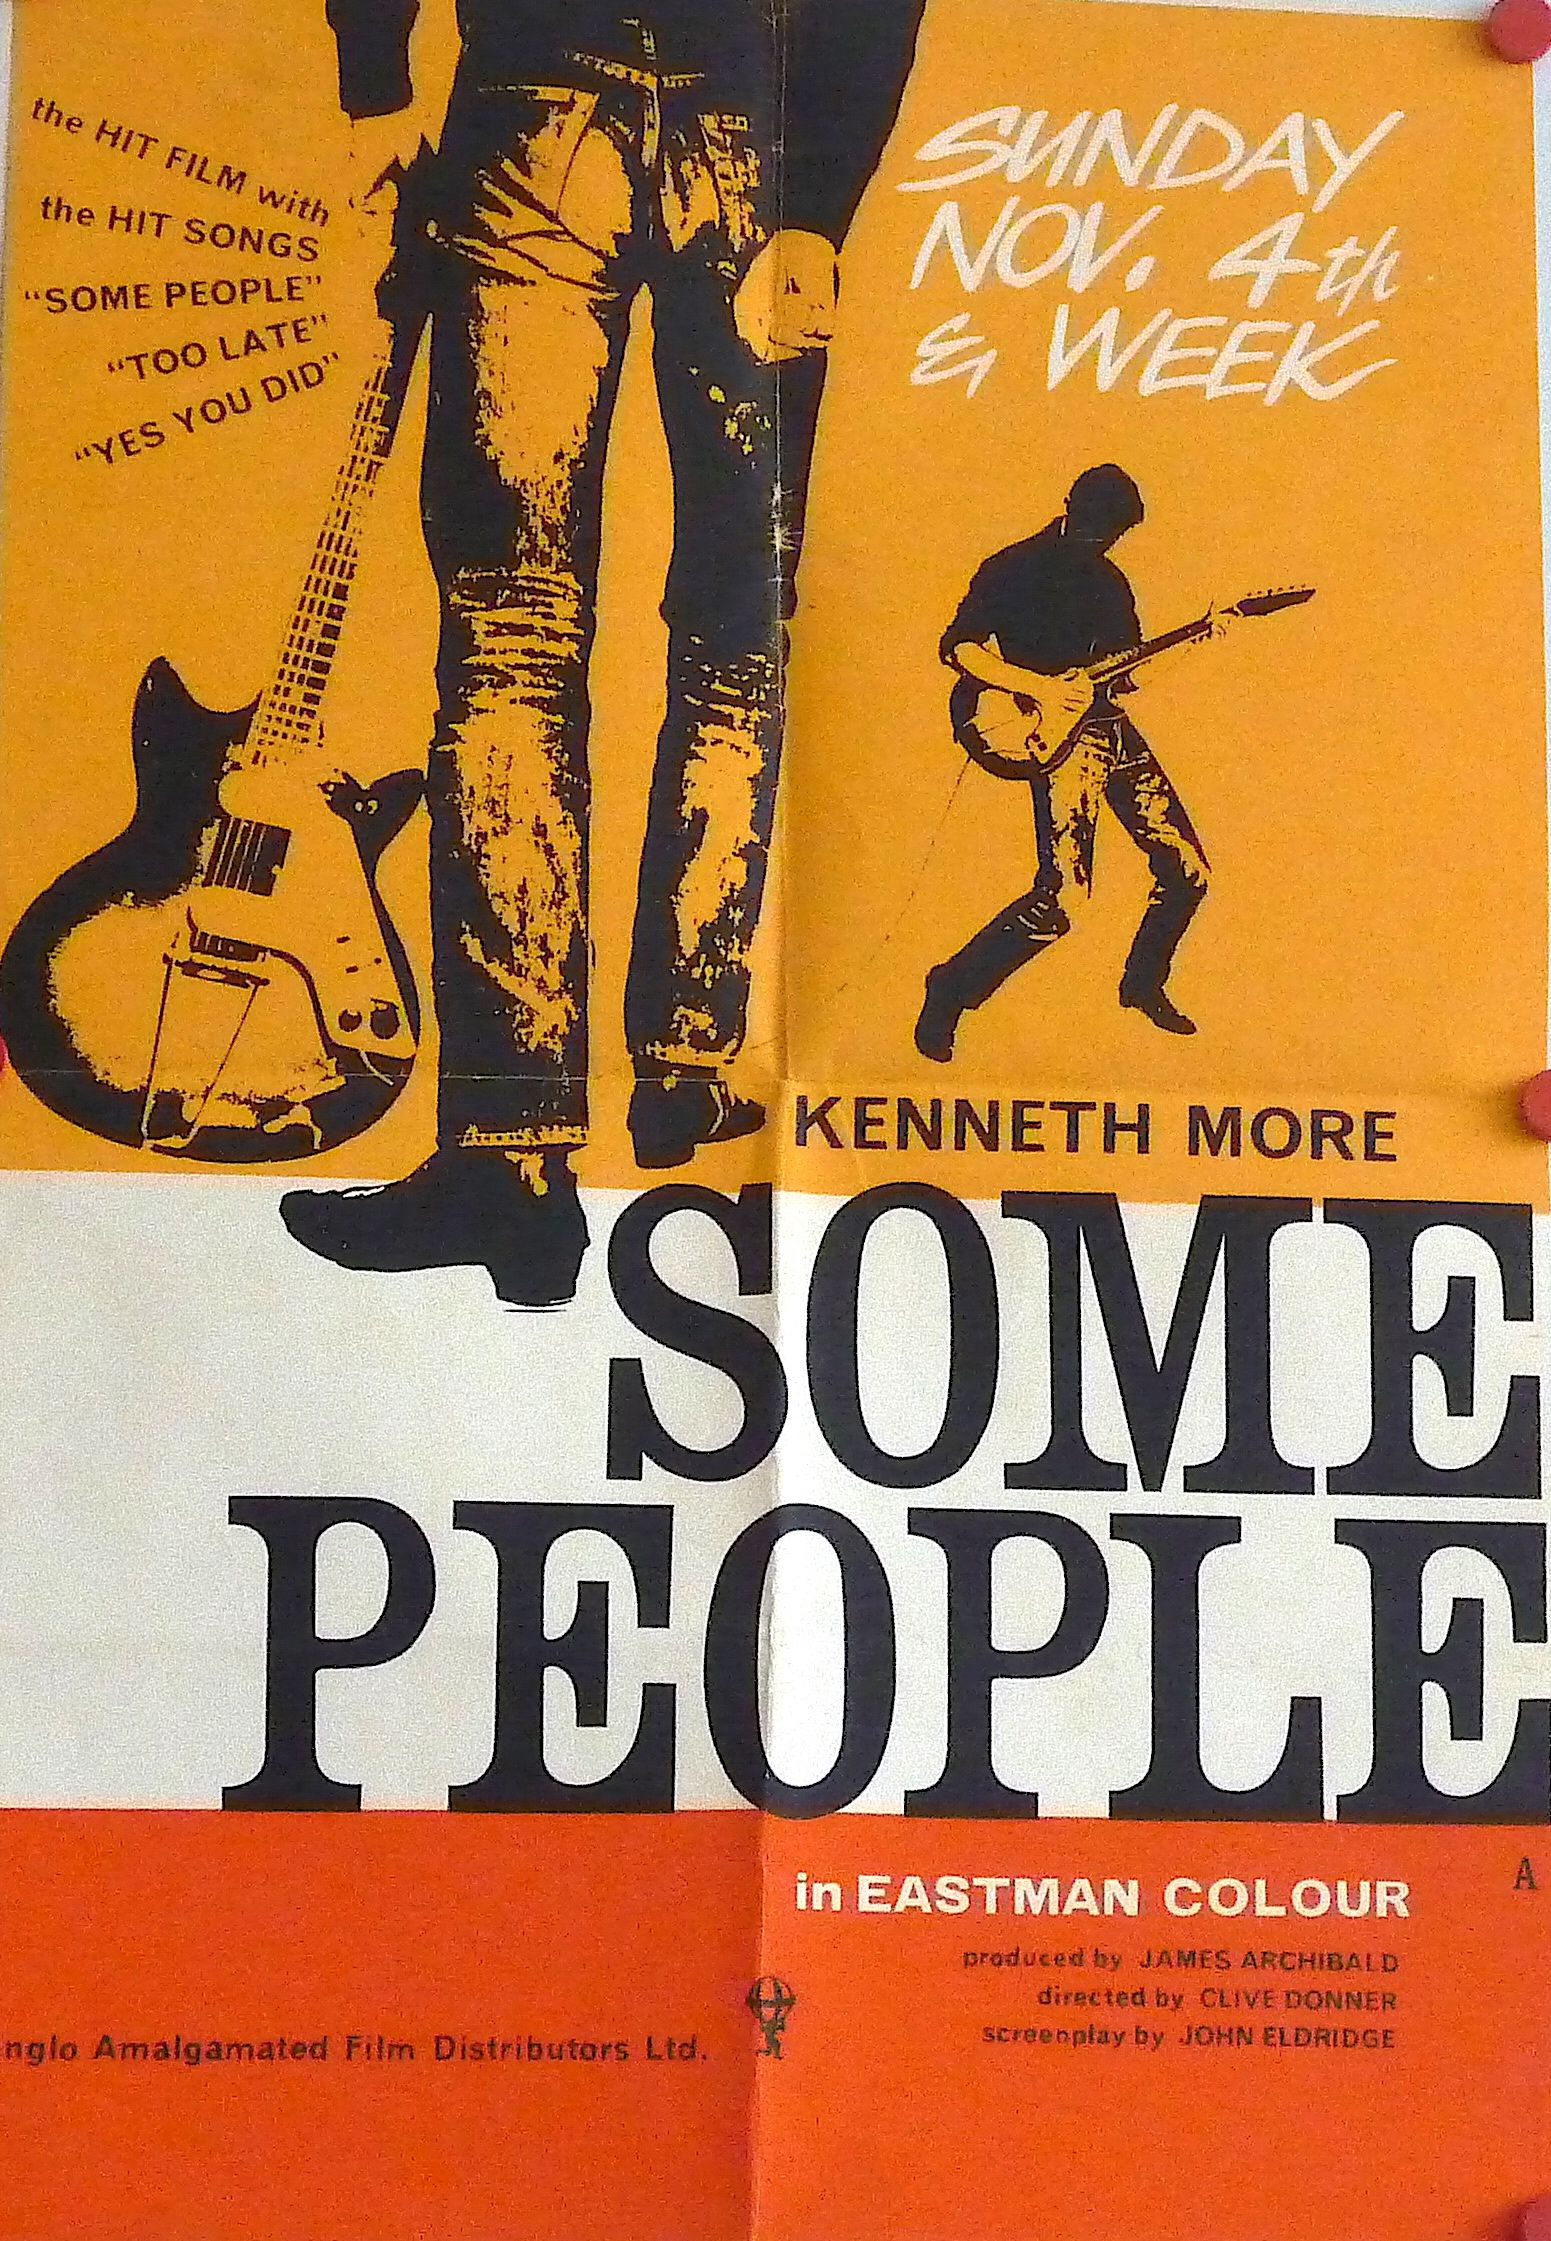 the HIT FILM with
the HIT SONGS
"SOME PEOPLE"
"TOO LATE"
"YES YOU DID"
SUNDAY
NOV. 4th
& WEEK
KENNETH MORE
SOME
PEOPLE
in EASTMAN COLOUR
A
produced by JAMES ARCHIBALD
directed by CLIVE DONNER
screenplay by JOHN ELDRIDGE
nglo Amalgamated Film Distributors Ltd.